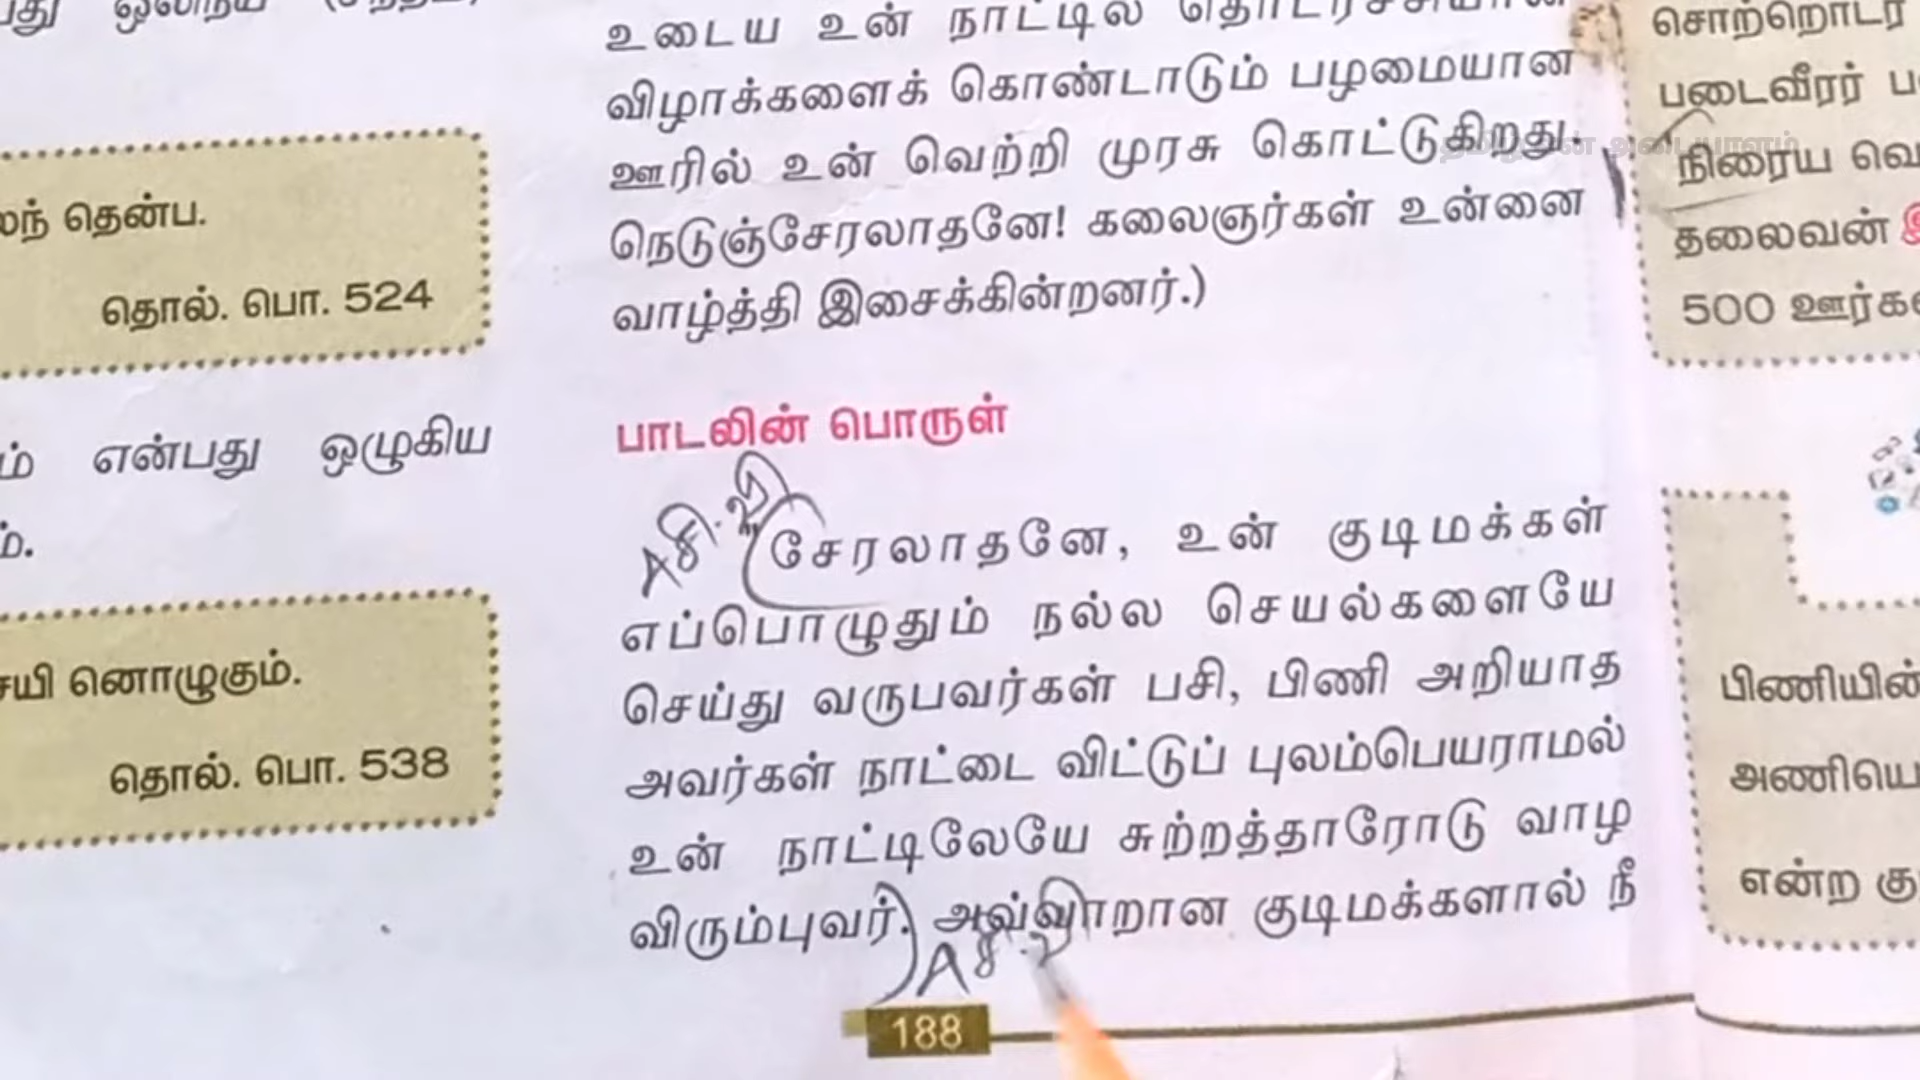 லந் தென்ப.
தொல். பொ. 524
ம் என்பது ஒழுகிய
ம்.
சயி னொழுகும்.
தொல். பொ. 538
உடைய உன் நாட்டில்
விழாக்களைக் கொண்டாடும் பழமையான
ஊரில் உன் வெற்றி முரசு கொட்டுகிறது.
நெடுஞ்சேரலாதனே! கலைஞர்கள் உன்னை
வாழ்த்தி இசைக்கின்றனர்.)
பாடலின் பொருள்
சேரலாதனே, உன் குடிமக்கள்
எப்பொழுதும் நல்ல செயல்களையே
செய்து வருபவர்கள் பசி, பிணி அறியாத
அவர்கள் நாட்டை விட்டுப் புலம்பெயராமல்
உன் நாட்டிலேயே சுற்றத்தாரோடு வாழ
விரும்புவர். அவ்வாறான குடிமக்களால் நீ
188
சொற்றொடர்
படைவீரர்
நிரைய
தலைவன்
500
பிணியின்
என்ற